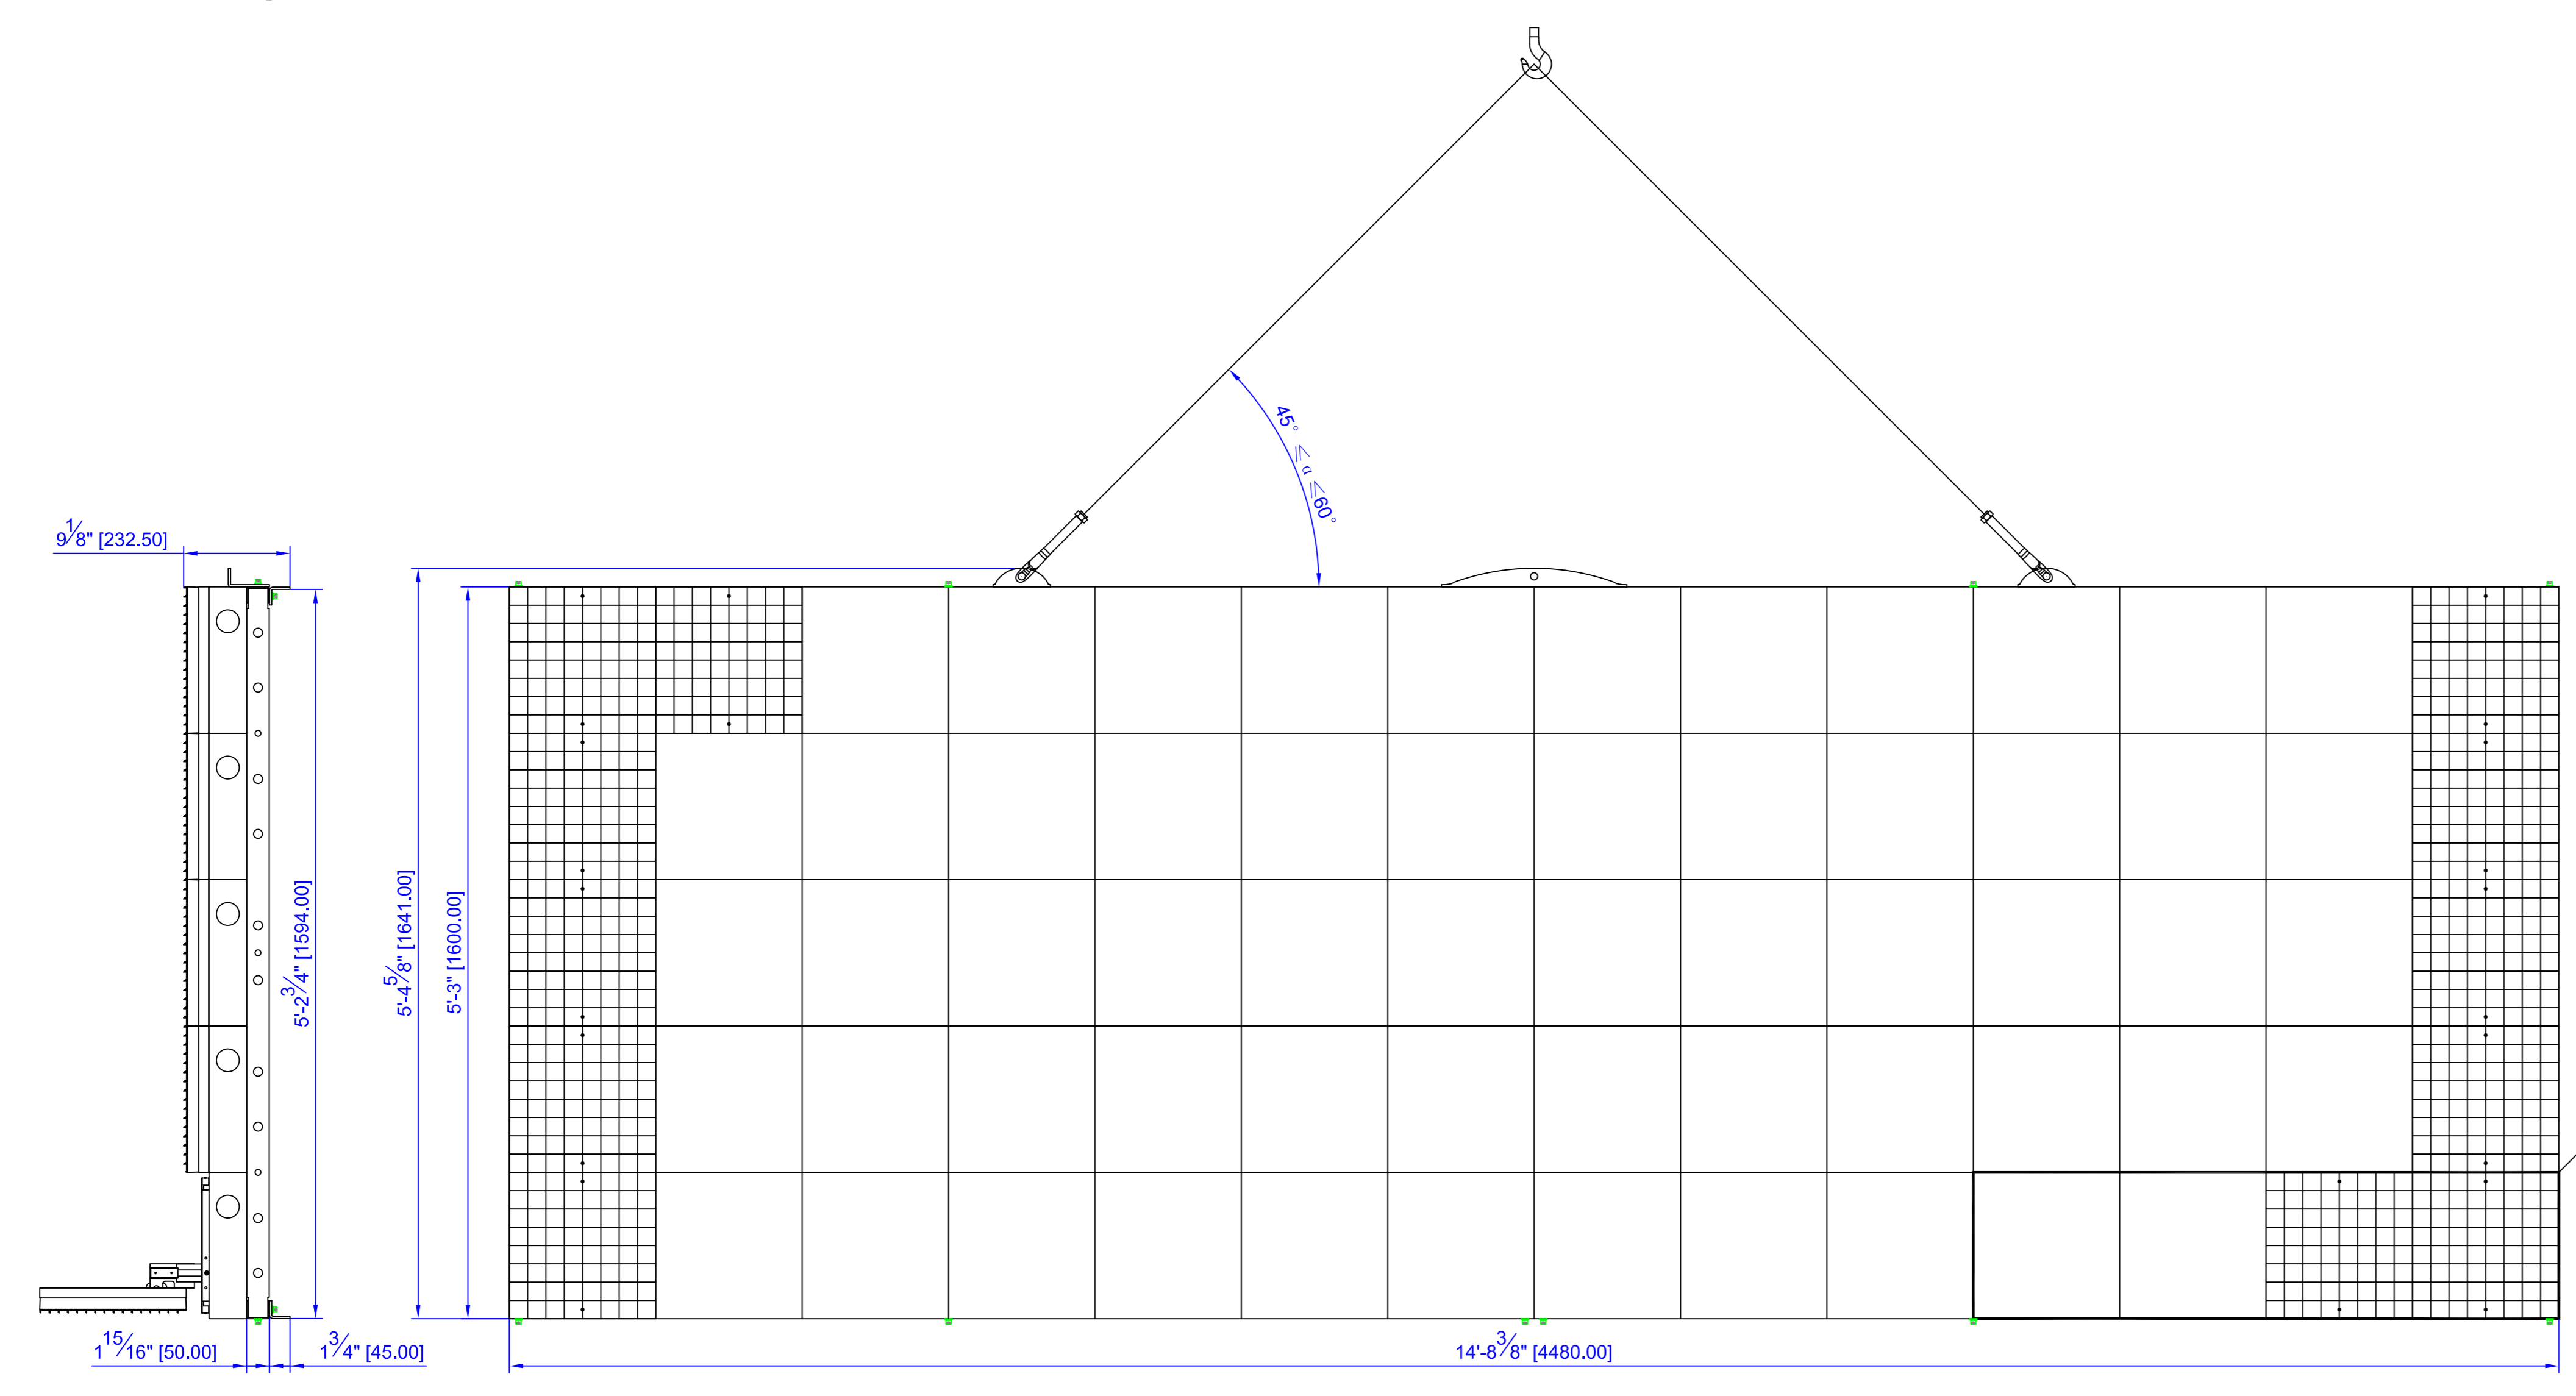 45° ≤ α ≤60°
9 1/8" [232.50]
5'-2 3/4" [1594.00]
5'-4 5/8" [1641.00]
5'-3" [1600.00]
1 15/16" [50.00]
1 3/4" [45.00]
14'-8 3/8" [4480.00]